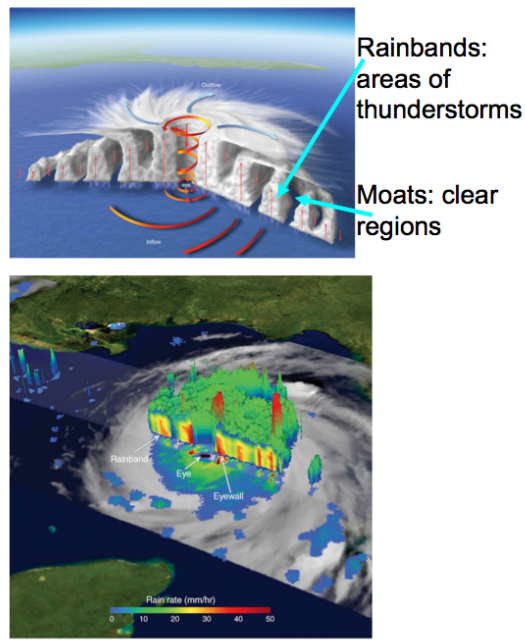 Rainbands:
areas of
thunderstorms
Moats: clear
regions
Outflow
eye
Inflow
Rainband
Eye
Eyewall
Rain rate (mm/hr)
0 10 20 30 40 50